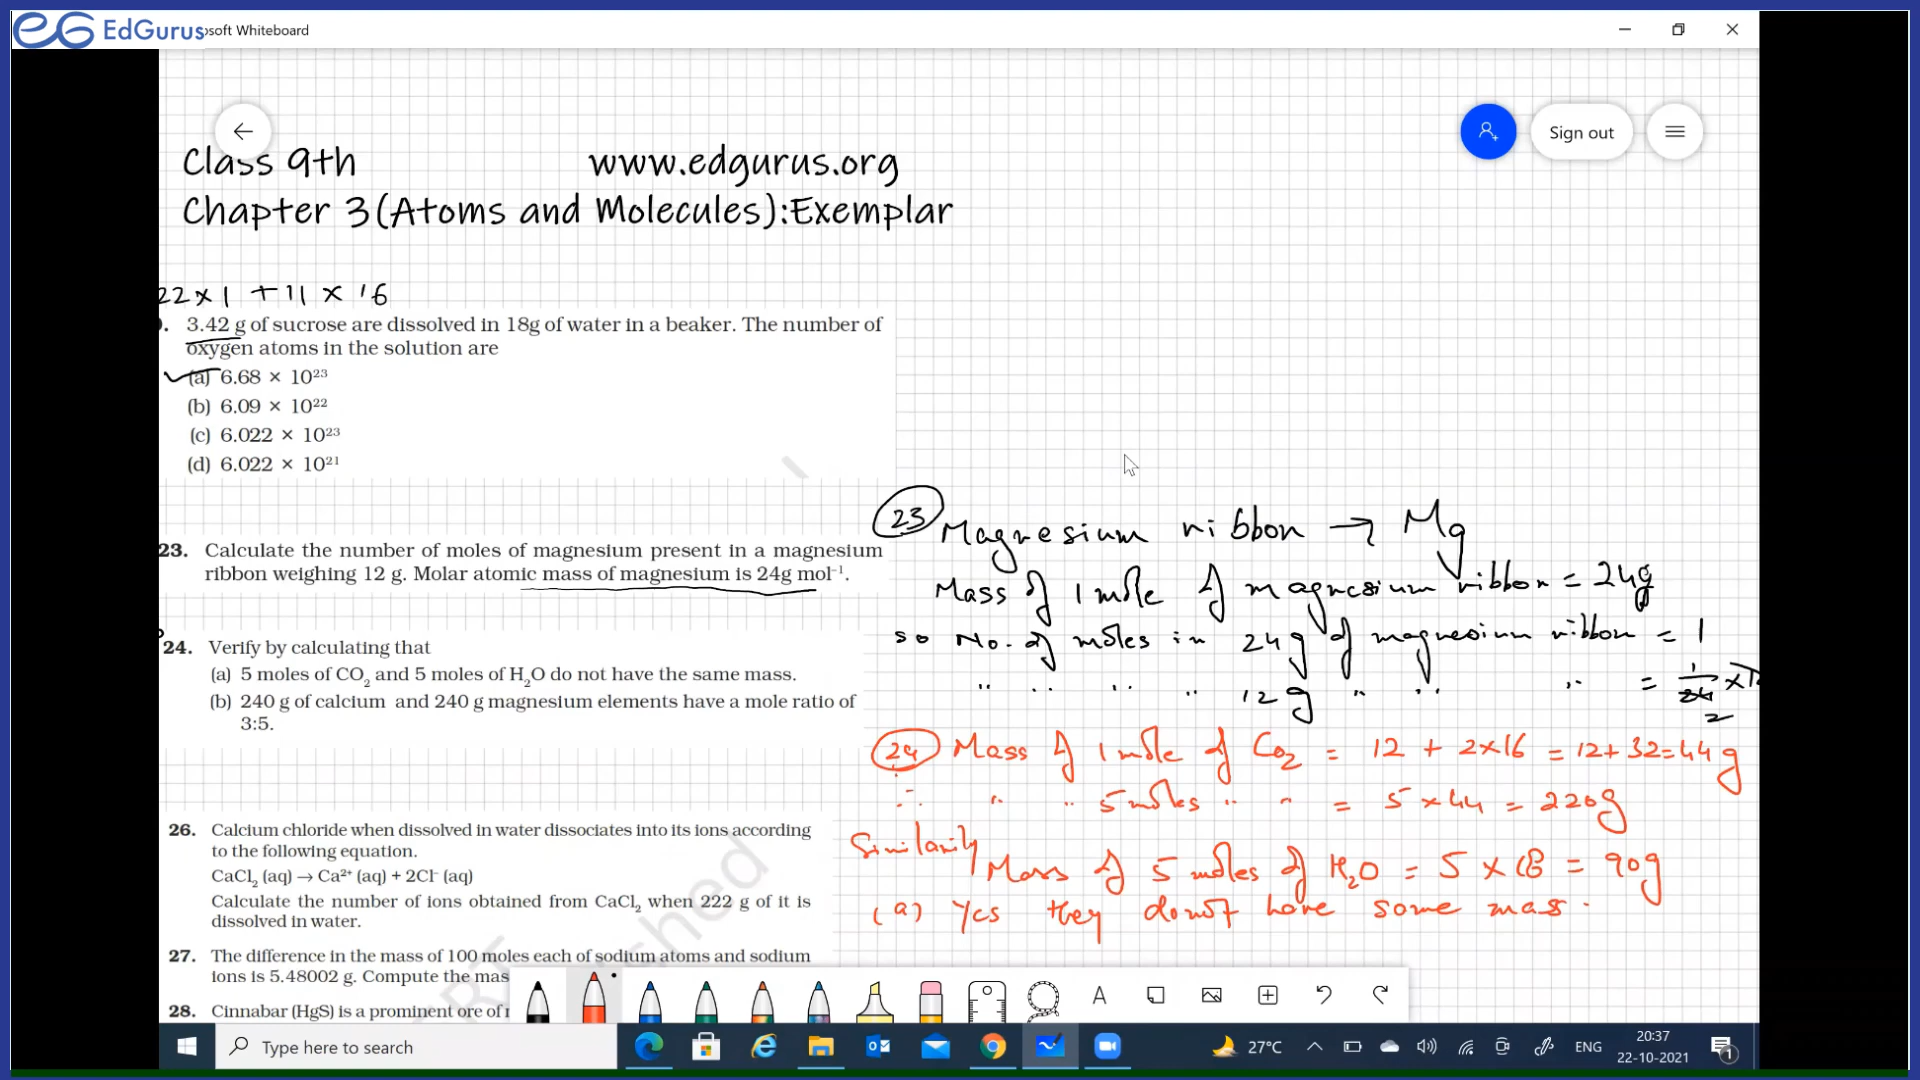 EdGurus
osoft Whiteboard
Sign out
Class 9th
www.edgurus.org
Chapter 3(Atoms and Molecules):Exemplar
22 x 1 + 11 x 16
3.42 g of sucrose are dissolved in 18g of water in a beaker. The number of
oxygen atoms in the solution are
(a) 6.68 × 10²³
(b) 6.09 × 10²²
(c) 6.022 × 10²³
(d) 6.022 × 10²¹
23. Calculate the number of moles of magnesium present in a magnesium
ribbon weighing 12 g. Molar atomic mass of magnesium is 24g mol⁻¹.
24. Verify by calculating that
(a) 5 moles of CO₂ and 5 moles of H₂O do not have the same mass.
(b) 240 g of calcium and 240 g magnesium elements have a mole ratio of
3:5.
26. Calcium chloride when dissolved in water dissociates into its ions according
to the following equation.
CaCl₂ (aq) → Ca²⁺ (aq) + 2Cl⁻ (aq)
Calculate the number of ions obtained from CaCl₂ when 222 g of it is
dissolved in water.
27. The difference in the mass of 100 moles each of sodium atoms and sodium
ions is 5.48002 g. Compute the mas
28. Cinnabar (HgS) is a prominent ore of
23 Magnesium ribbon → Mg
Mass of 1 mole of magnesium ribbon = 24g
so No. of moles in 24g of magnesium ribbon = 1
" " " " 12g " " " = 1/24 x 12
2
24 Mass of 1 mole of CO₂ = 12 + 2x16 = 12+32=44g
∴ " " 5 moles " " = 5 x 44 = 220g
Similarily
Mass of 5 moles of H₂O = 5 x 18 = 90g
(a) Yes they donot have same mass.
A
Type here to search
27°C
ENG
20:37
22-10-2021
1